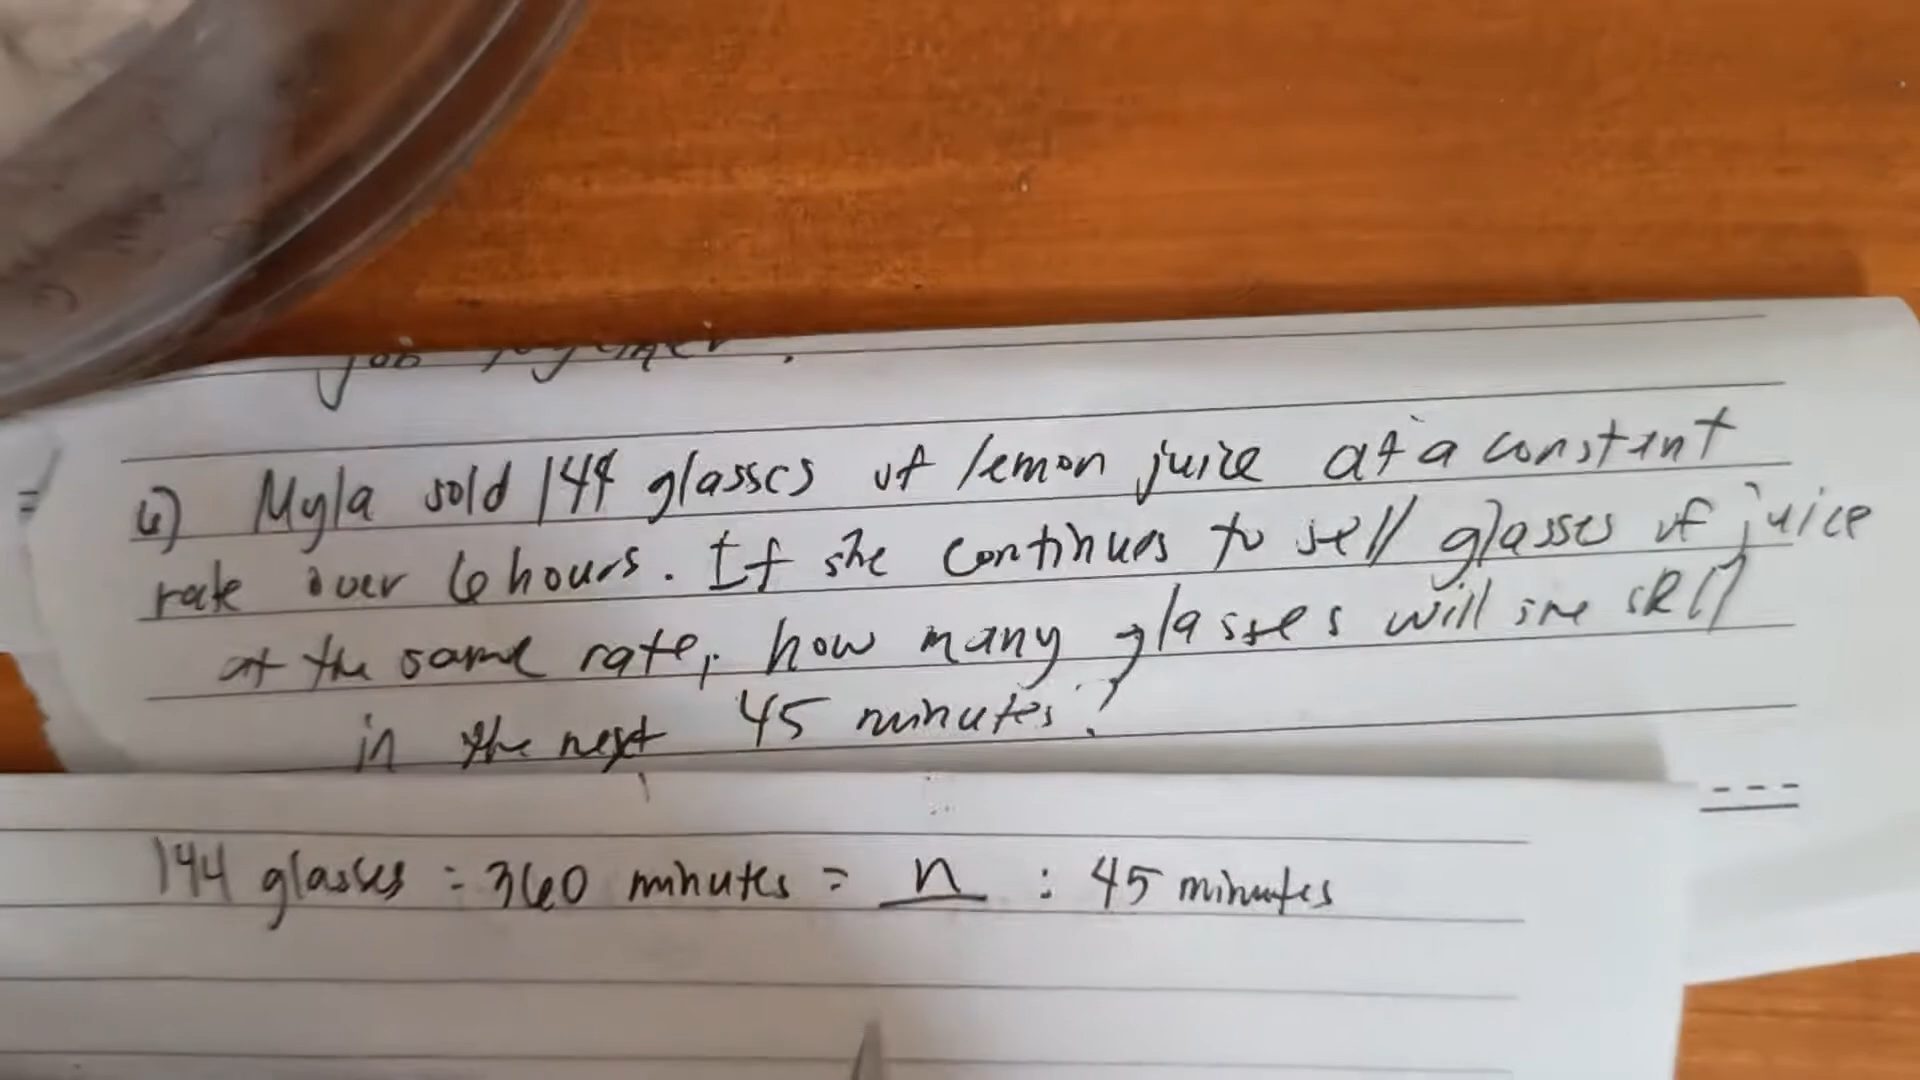 job together.
6) Myla sold 144 glasses of lemon juice at a constant
rate over 6 hours. If she continues to sell glasses of juice
at the same rate, how many glasses will she sell
in the next 45 minutes?
144 glasses : 360 minutes = n : 45 minutes